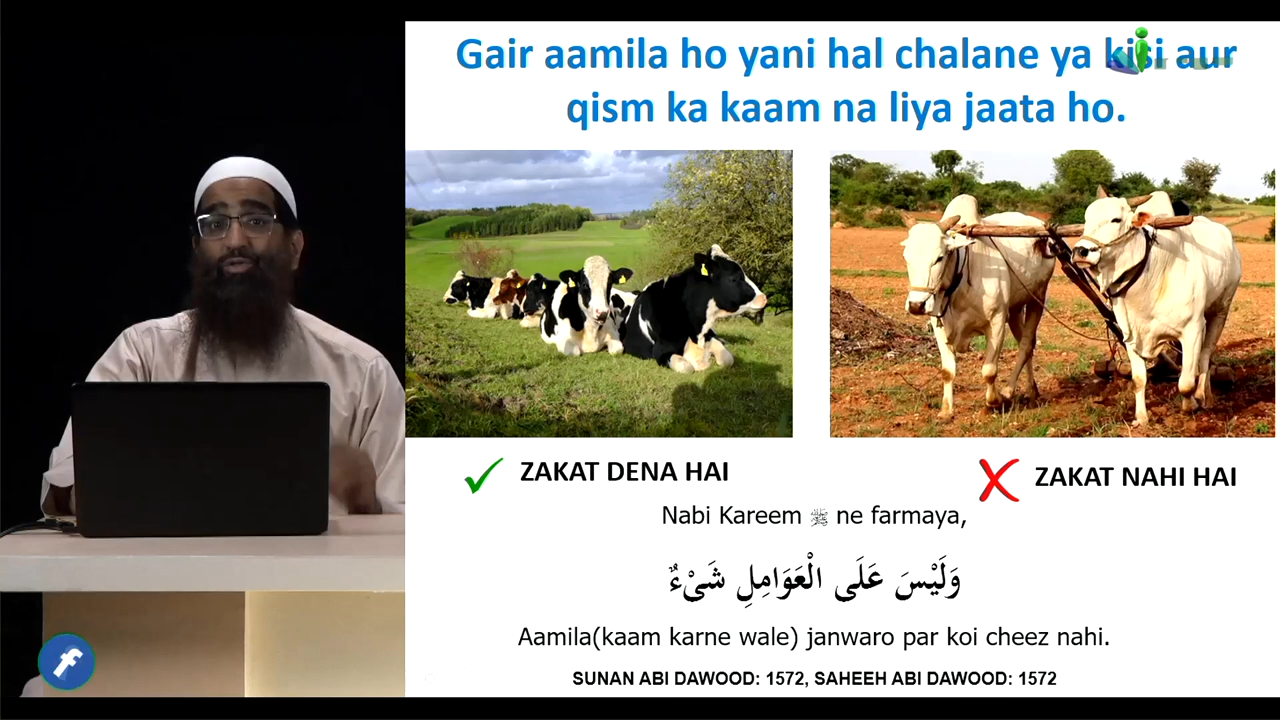 Gair aamila ho yani hal chalane ya kisi aur
qism ka kaam na liya jaata ho.
ZAKAT DENA HAI
ZAKAT NAHI HAI
Nabi Kareem ﷺ ne farmaya,
وَلَيْسَ عَلَى الْعَوَامِلِ شَىْءٌ
Aamila(kaam karne wale) janwaro par koi cheez nahi.
SUNAN ABI DAWOOD: 1572, SAHEEH ABI DAWOOD: 1572